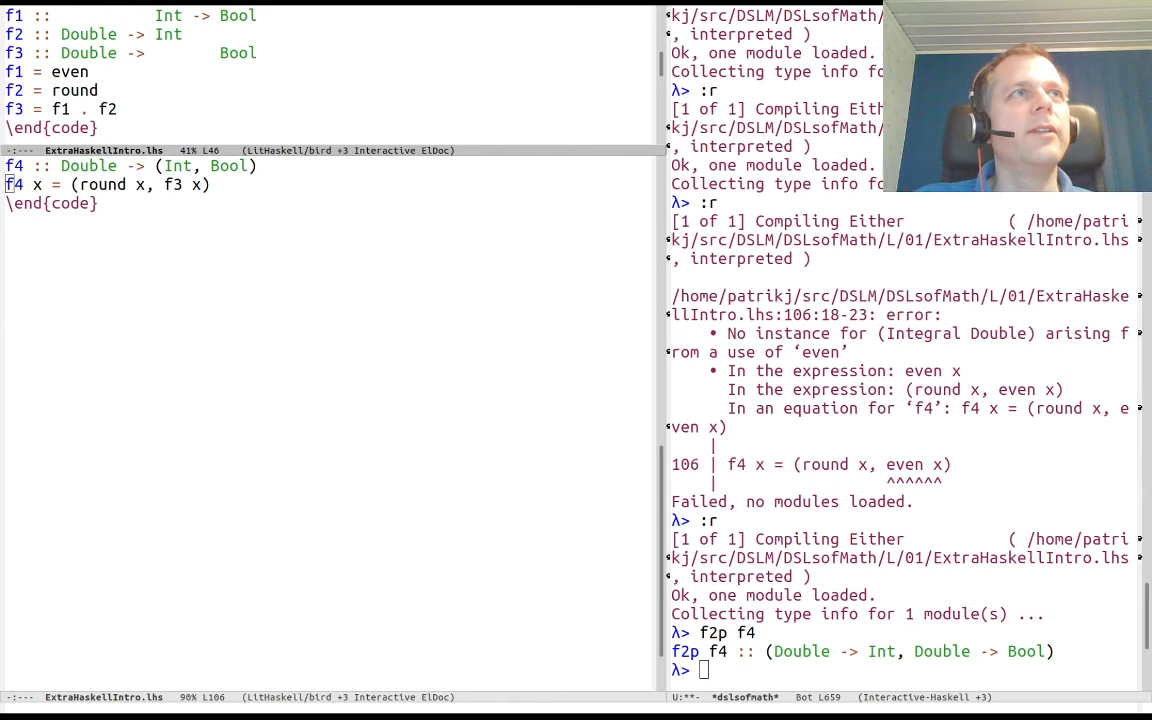 f1 ::           Int -> Bool
f2 :: Double -> Int
f3 :: Double ->        Bool
f1 = even
f2 = round
f3 = f1 . f2
\end{code}
-:---  ExtraHaskellIntro.lhs   41% L46    (LitHaskell/bird +3 Interactive ElDoc)
f4 :: Double -> (Int, Bool)
f4 x = (round x, f3 x)
\end{code}
-:---  ExtraHaskellIntro.lhs   90% L106   (LitHaskell/bird +3 Interactive ElDoc)
kj/src/DSLM/DSLsofMath/
, interpreted )
Ok, one module loaded.
Collecting type info fo
λ> :r
[1 of 1] Compiling Eith
kj/src/DSLM/DSLsofMath/
, interpreted )
Ok, one module loaded.
Collecting type info fo
λ> :r
[1 of 1] Compiling Either           ( /home/patri
kj/src/DSLM/DSLsofMath/L/01/ExtraHaskellIntro.lhs
, interpreted )
/home/patrikj/src/DSLM/DSLsofMath/L/01/ExtraHaske
llIntro.lhs:106:18-23: error:
    • No instance for (Integral Double) arising f
rom a use of ‘even’
    • In the expression: even x
      In the expression: (round x, even x)
      In an equation for ‘f4’: f4 x = (round x, e
ven x)
    |
106 | f4 x = (round x, even x)
    |                  ^^^^^^
Failed, no modules loaded.
λ> :r
[1 of 1] Compiling Either           ( /home/patri
kj/src/DSLM/DSLsofMath/L/01/ExtraHaskellIntro.lhs
, interpreted )
Ok, one module loaded.
Collecting type info for 1 module(s) ...
λ> f2p f4
f2p f4 :: (Double -> Int, Double -> Bool)
λ>
U:**-  *dslsofmath*   Bot L659   (Interactive-Haskell +3)